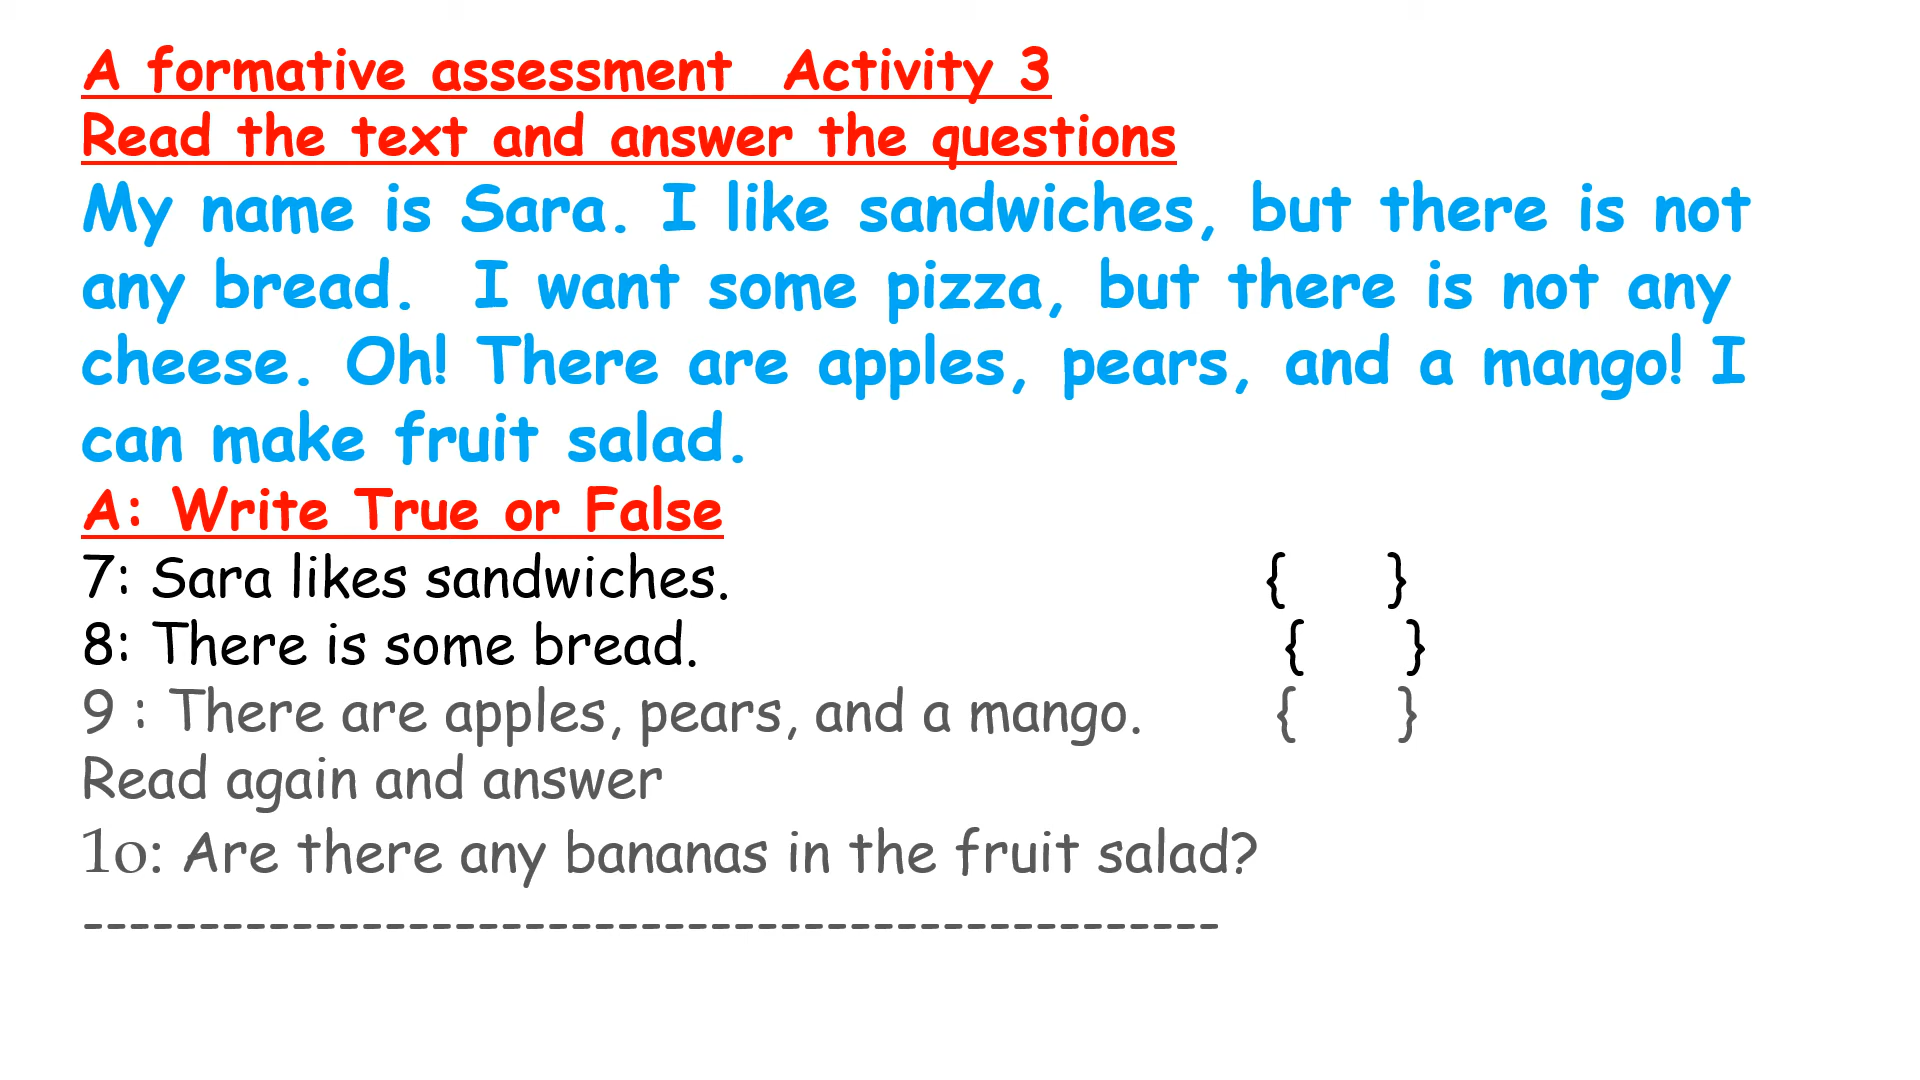 A formative assessment  Activity 3
Read the text and answer the questions
My name is Sara. I like sandwiches, but there is not
any bread.  I want some pizza, but there is not any
cheese. Oh! There are apples, pears, and a mango! I
can make fruit salad.
A: Write True or False
7: Sara likes sandwiches. { }
8: There is some bread. { }
9 : There are apples, pears, and a mango. { }
Read again and answer
1o: Are there any bananas in the fruit salad?
-------------------------------------------------